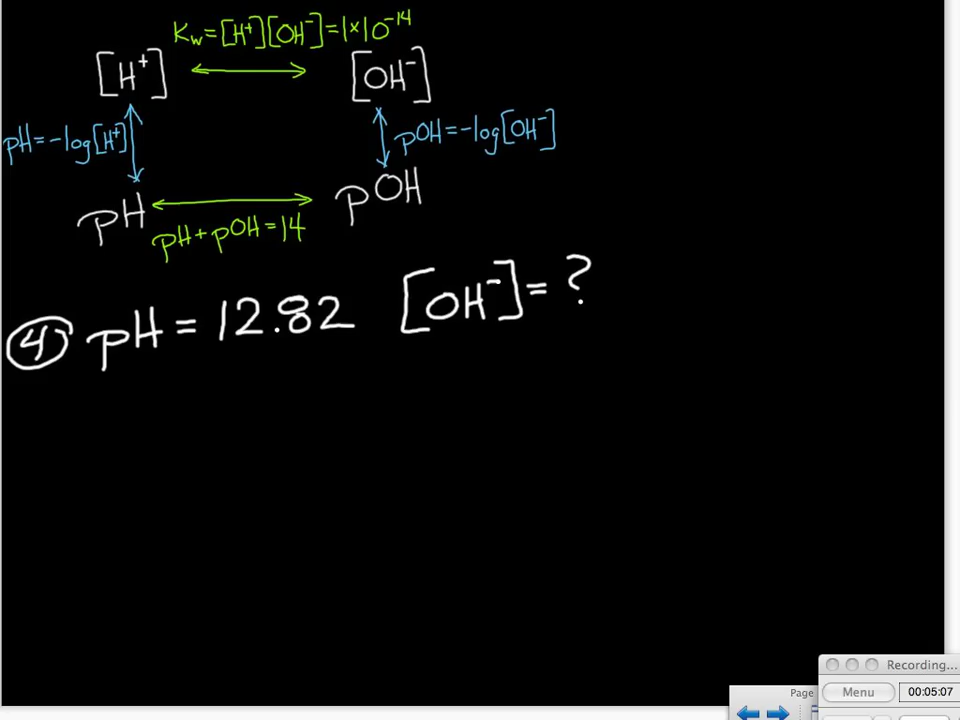 Kw=[H⁺][OH⁻]=1×10⁻¹⁴
[H⁺] [OH⁻]
pH=-log[H⁺] pOH=-log[OH⁻]
pH pOH
pH+pOH=14
④ pH = 12.82 [OH⁻]= ?
Recording...
Page Menu 00:05:07